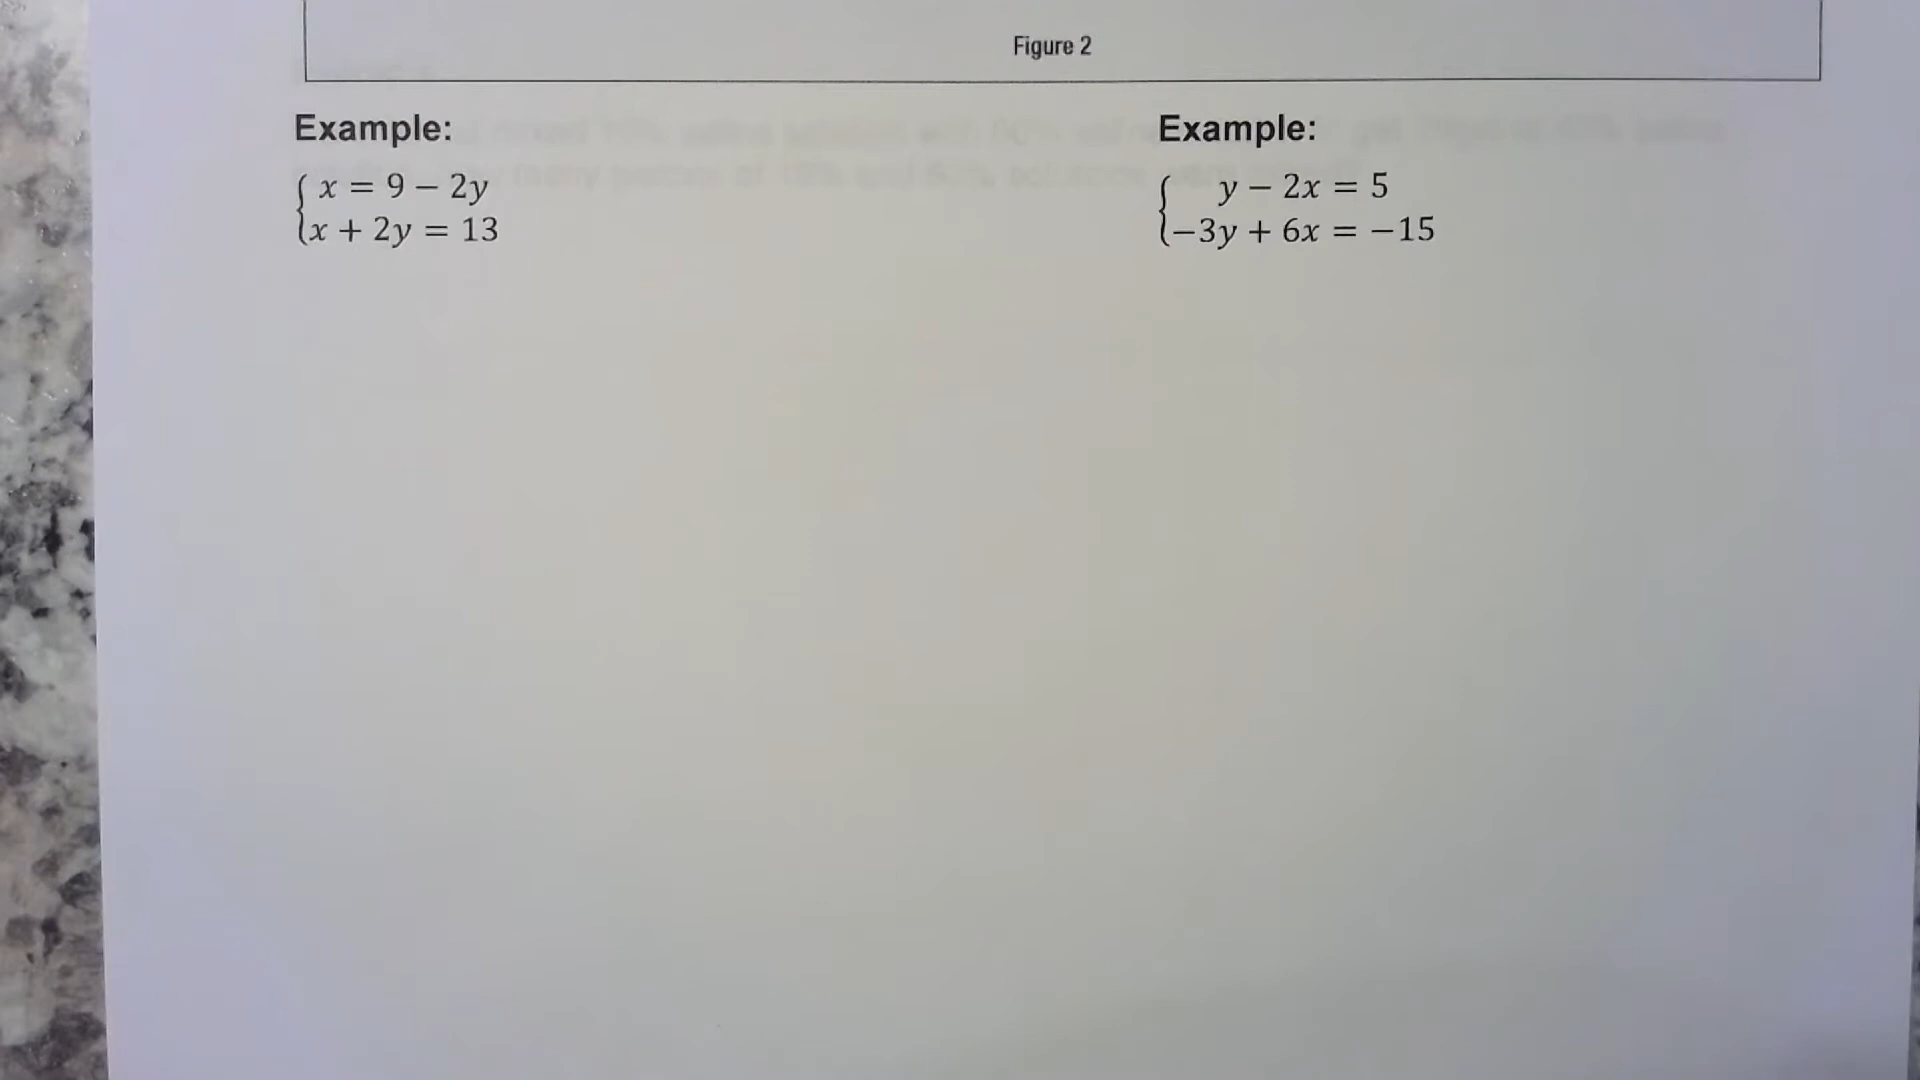 Figure 2
Example:
x = 9 − 2y
x + 2y = 13
Example:
y − 2x = 5
−3y + 6x = −15